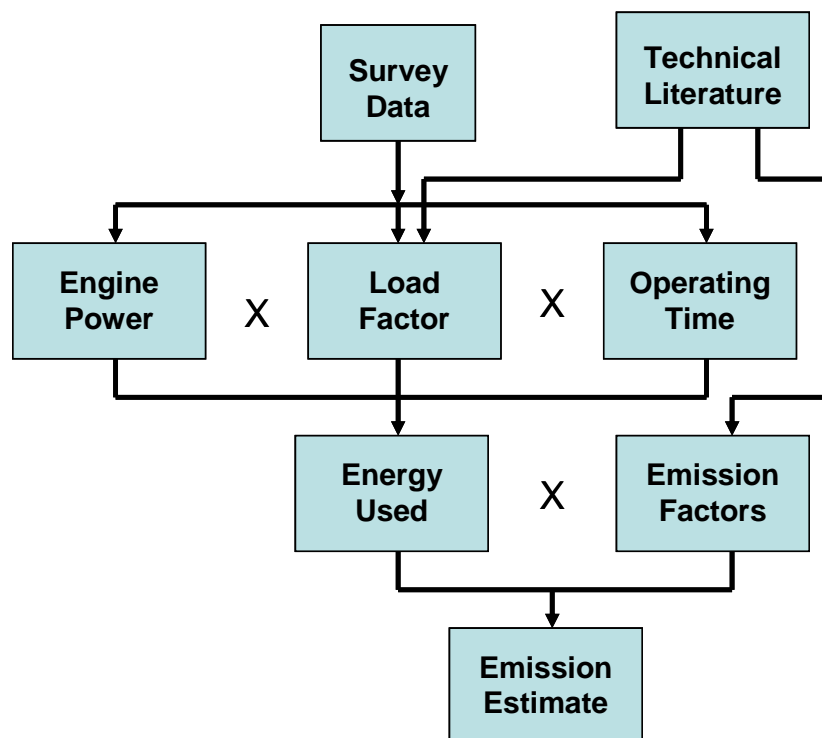 Survey
Data
Technical
Literature
Engine
Power
X
Load
Factor
X
Operating
Time
Energy
Used
X
Emission
Factors
Emission
Estimate